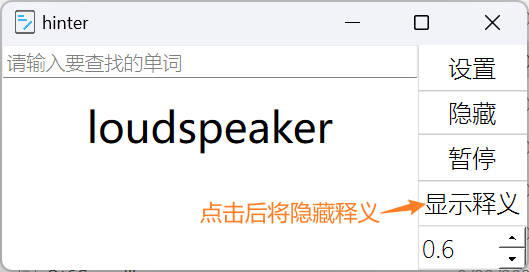 hinter
请输入要查找的单词
设置
loudspeaker
隐藏
暂停
点击后将隐藏释义
显示释义
0.6